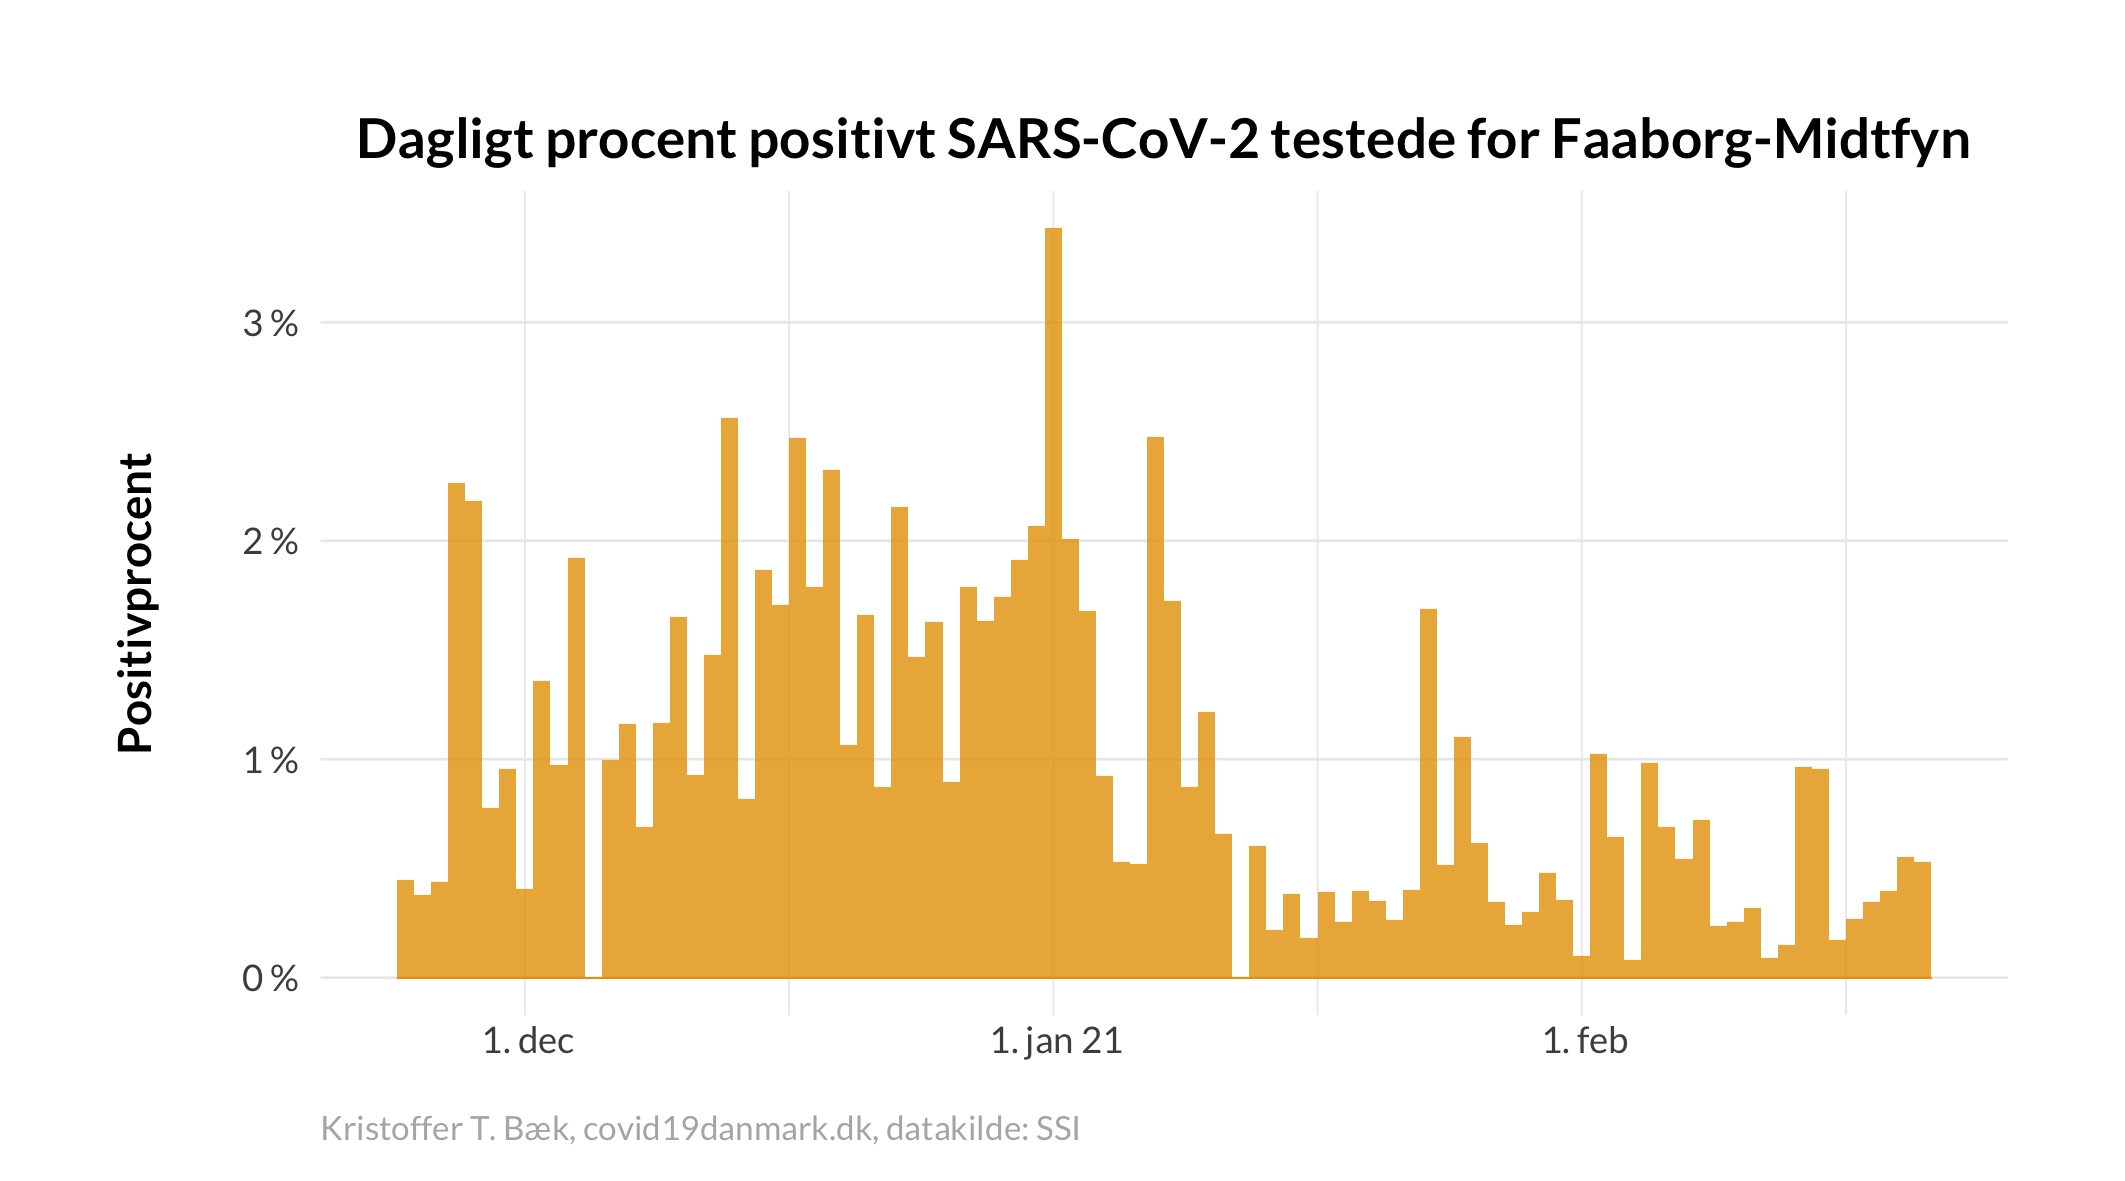 Dagligt procent positivt SARS-CoV-2 testede for Faaborg-Midtfyn
Positivprocent
3 %
2 %
1 %
0 %
1. dec
1. jan 21
1. feb
Kristoffer T. Bæk, covid19danmark.dk, datakilde: SSI